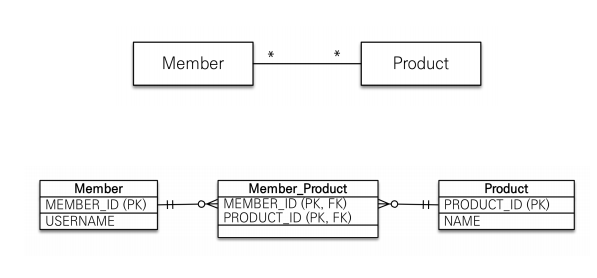 Member
*
*
Product
Member
MEMBER_ID (PK)
USERNAME
Member_Product
MEMBER_ID (PK, FK)
PRODUCT_ID (PK, FK)
Product
PRODUCT_ID (PK)
NAME